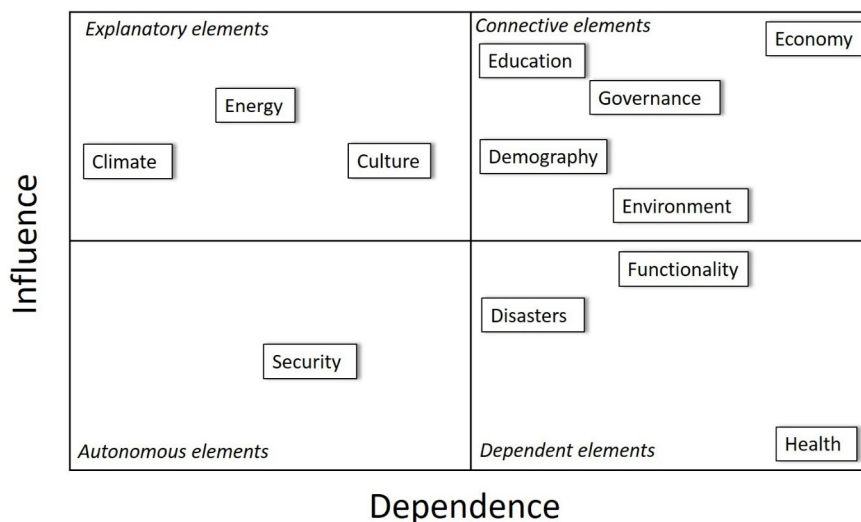 Explanatory elements
Connective elements
Economy
Education
Energy
Governance
Climate
Culture
Demography
Environment
Influence
Functionality
Disasters
Security
Autonomous elements
Dependent elements
Health
Dependence